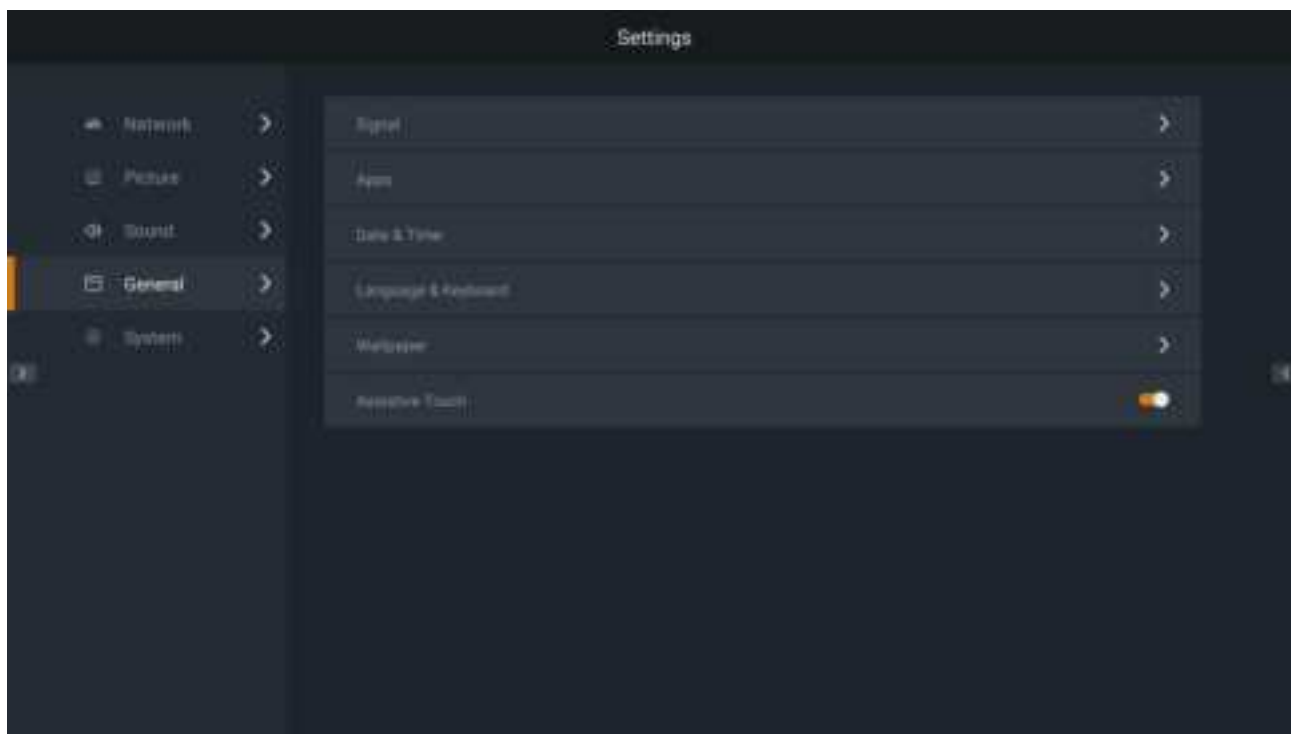 Settings
Network
Picture
Sound
General
System
Signal
Apps
Date & Time
Language & Keyboard
Wallpaper
Assistive Touch